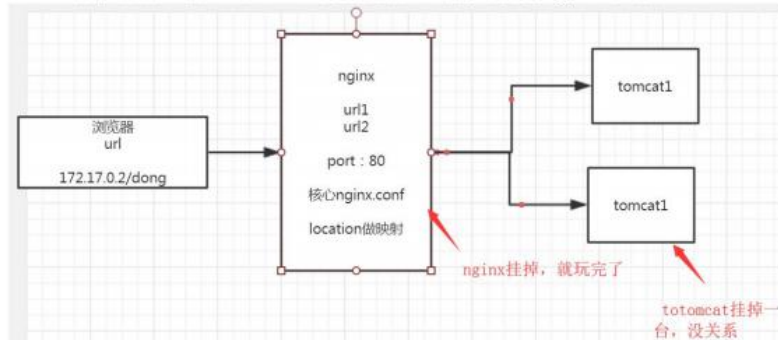 浏览器
url
172.17.0.2/dong
nginx
url1
url2
port：80
核心nginx.conf
location做映射
tomcat1
tomcat1
nginx挂掉，就玩完了
totomcat挂掉一
台，没关系